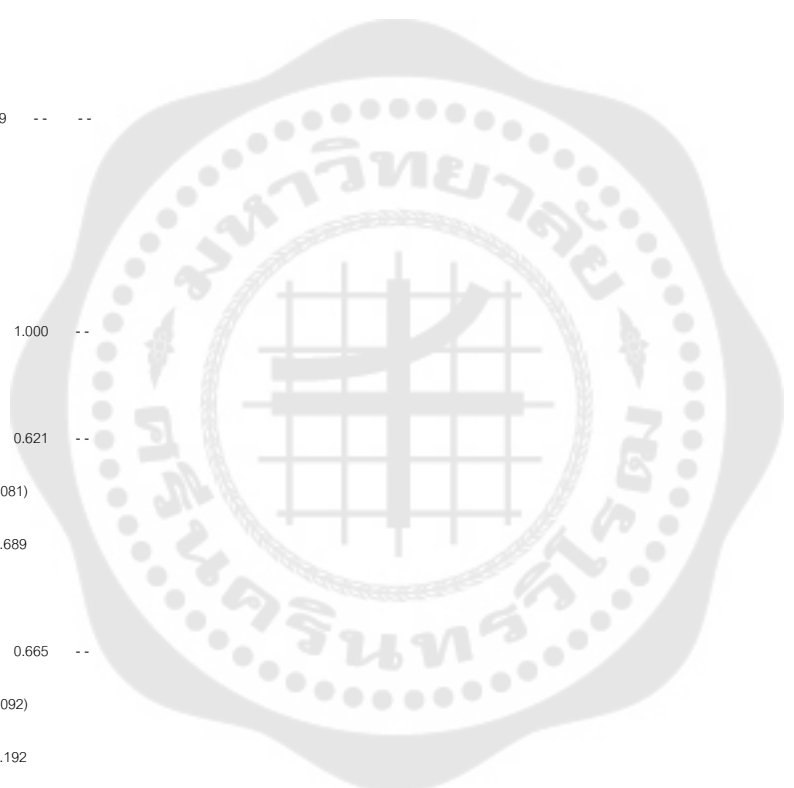 9 -- --
มหาวิทยาลัย
1.000 --
0.621 --
081)
.689
ศรีนครินทรวิโรฒ
0.665 --
092)
.192